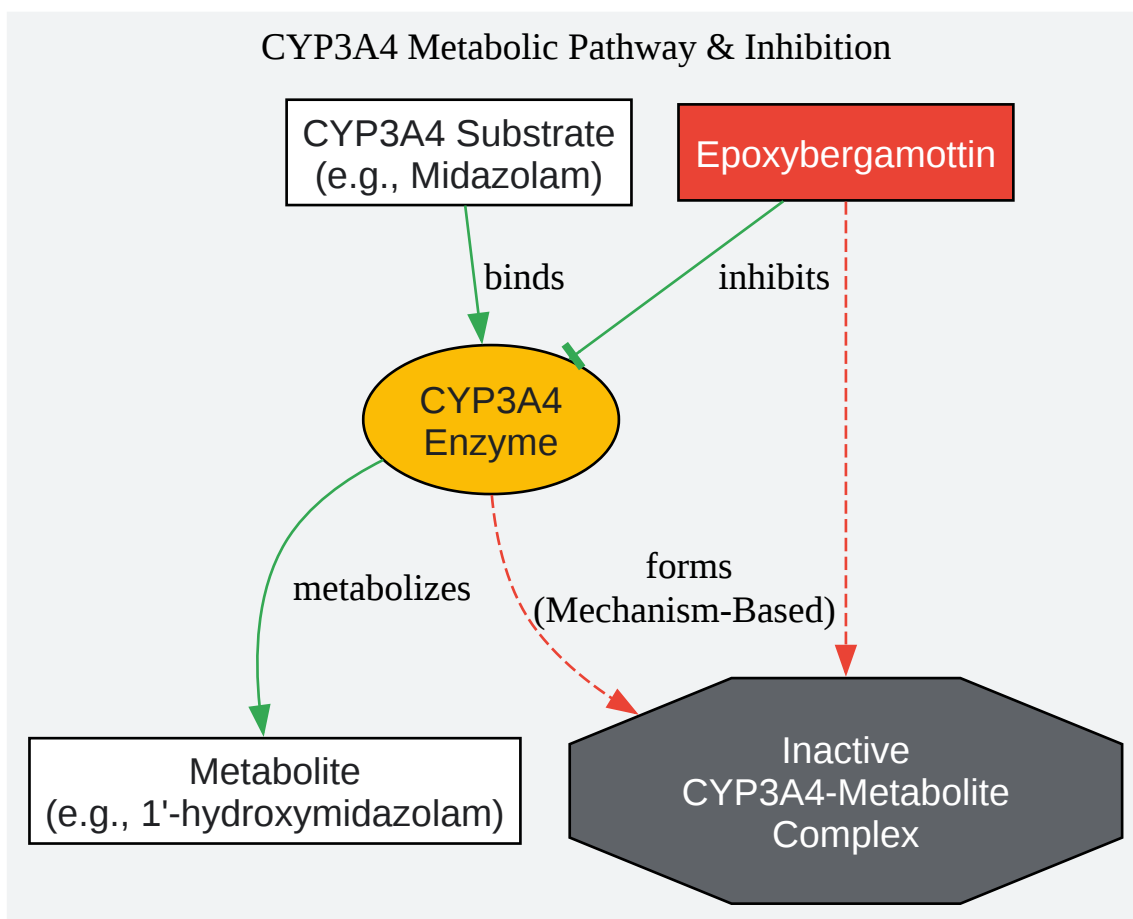 CYP3A4 Metabolic Pathway & Inhibition
CYP3A4 Substrate
(e.g., Midazolam)
Epoxybergamottin
binds
inhibits
CYP3A4
Enzyme
metabolizes
forms
(Mechanism-Based)
Metabolite
(e.g., 1'-hydroxymidazolam)
Inactive
CYP3A4-Metabolite
Complex